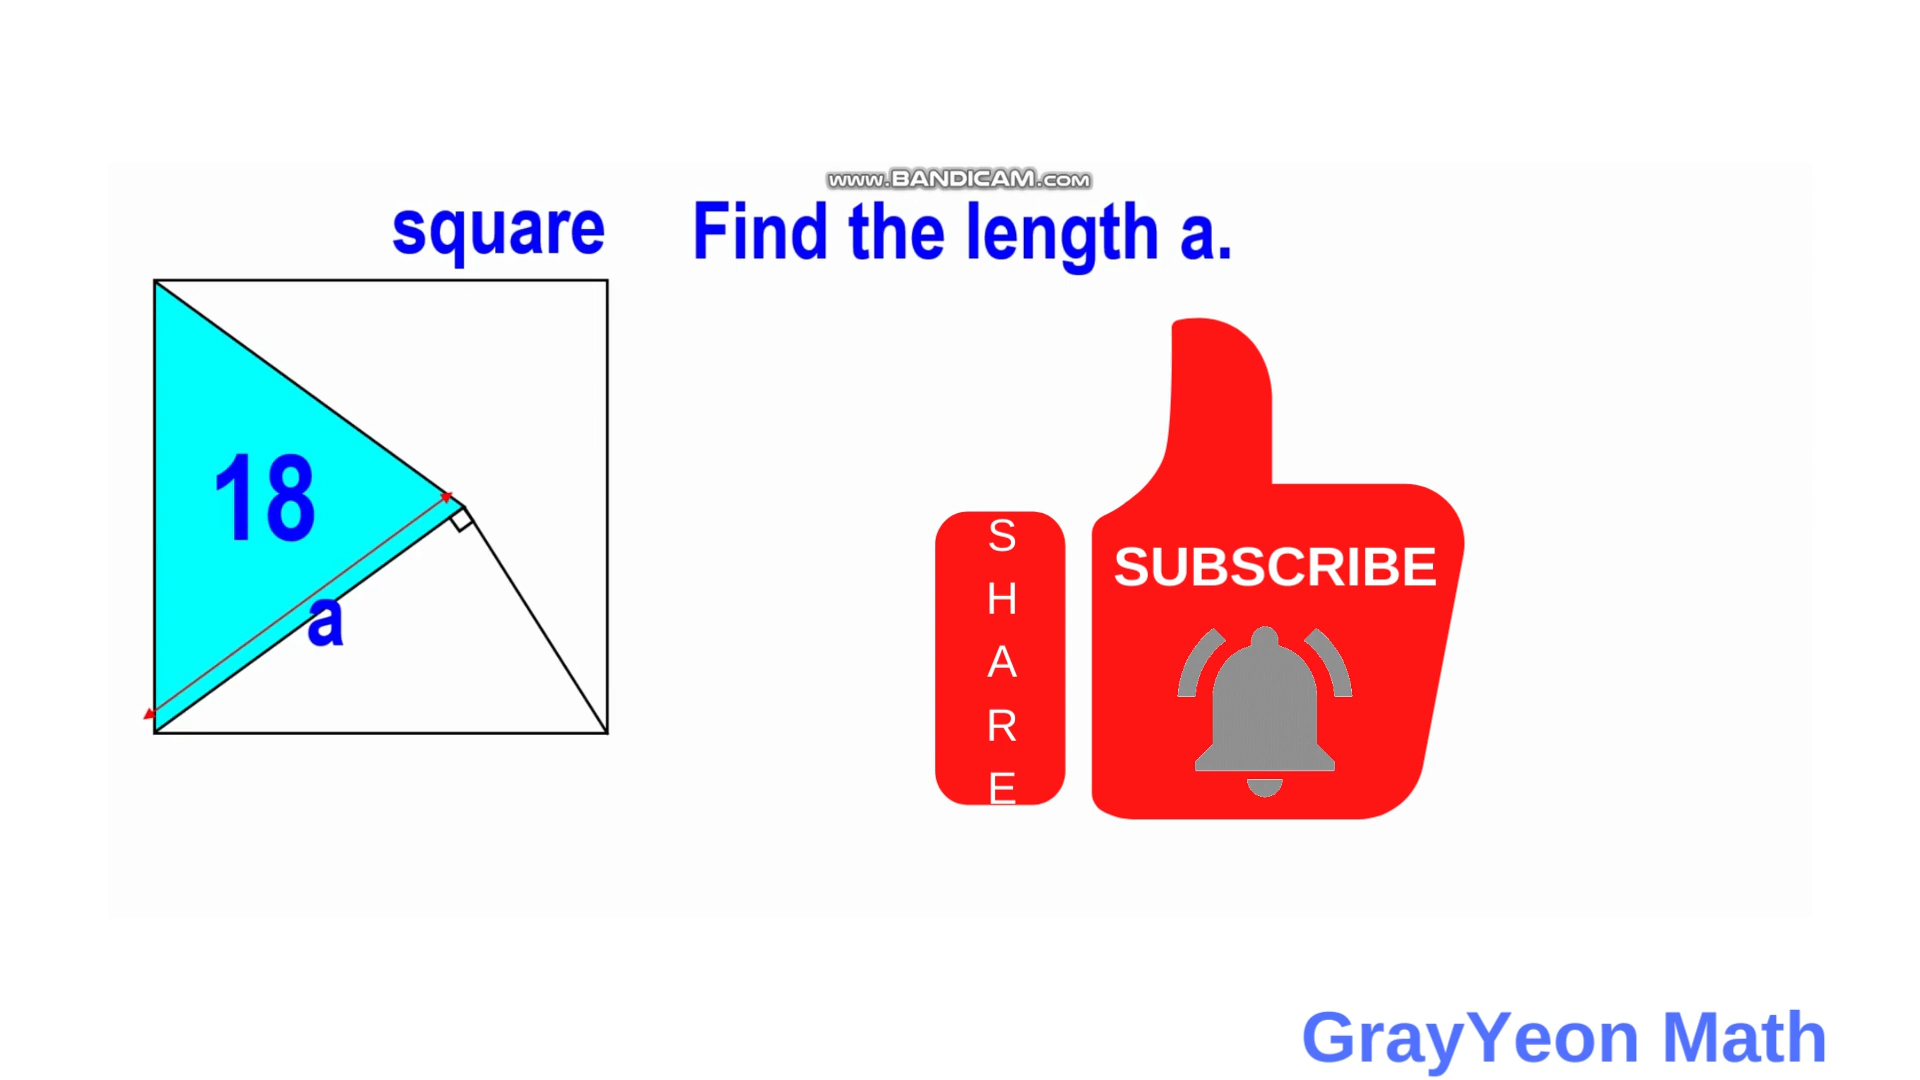 www.BANDICAM.com
square Find the length a.
18
a
S
H
A
R
E
SUBSCRIBE
GrayYeon Math